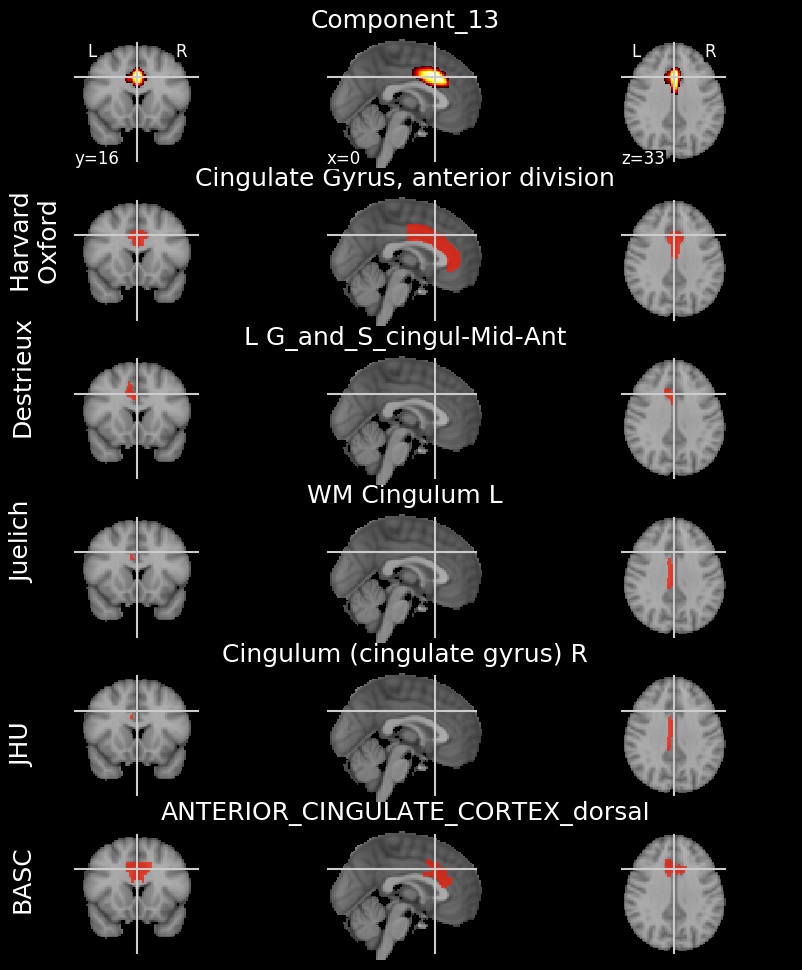 Component_13
L R
L R
y=16
x=0
z=33
Cingulate Gyrus, anterior division
Harvard
Oxford
L G_and_S_cingul-Mid-Ant
Destrieux
WM Cingulum L
Juelich
Cingulum (cingulate gyrus) R
JHU
ANTERIOR_CINGULATE_CORTEX_dorsal
BASC